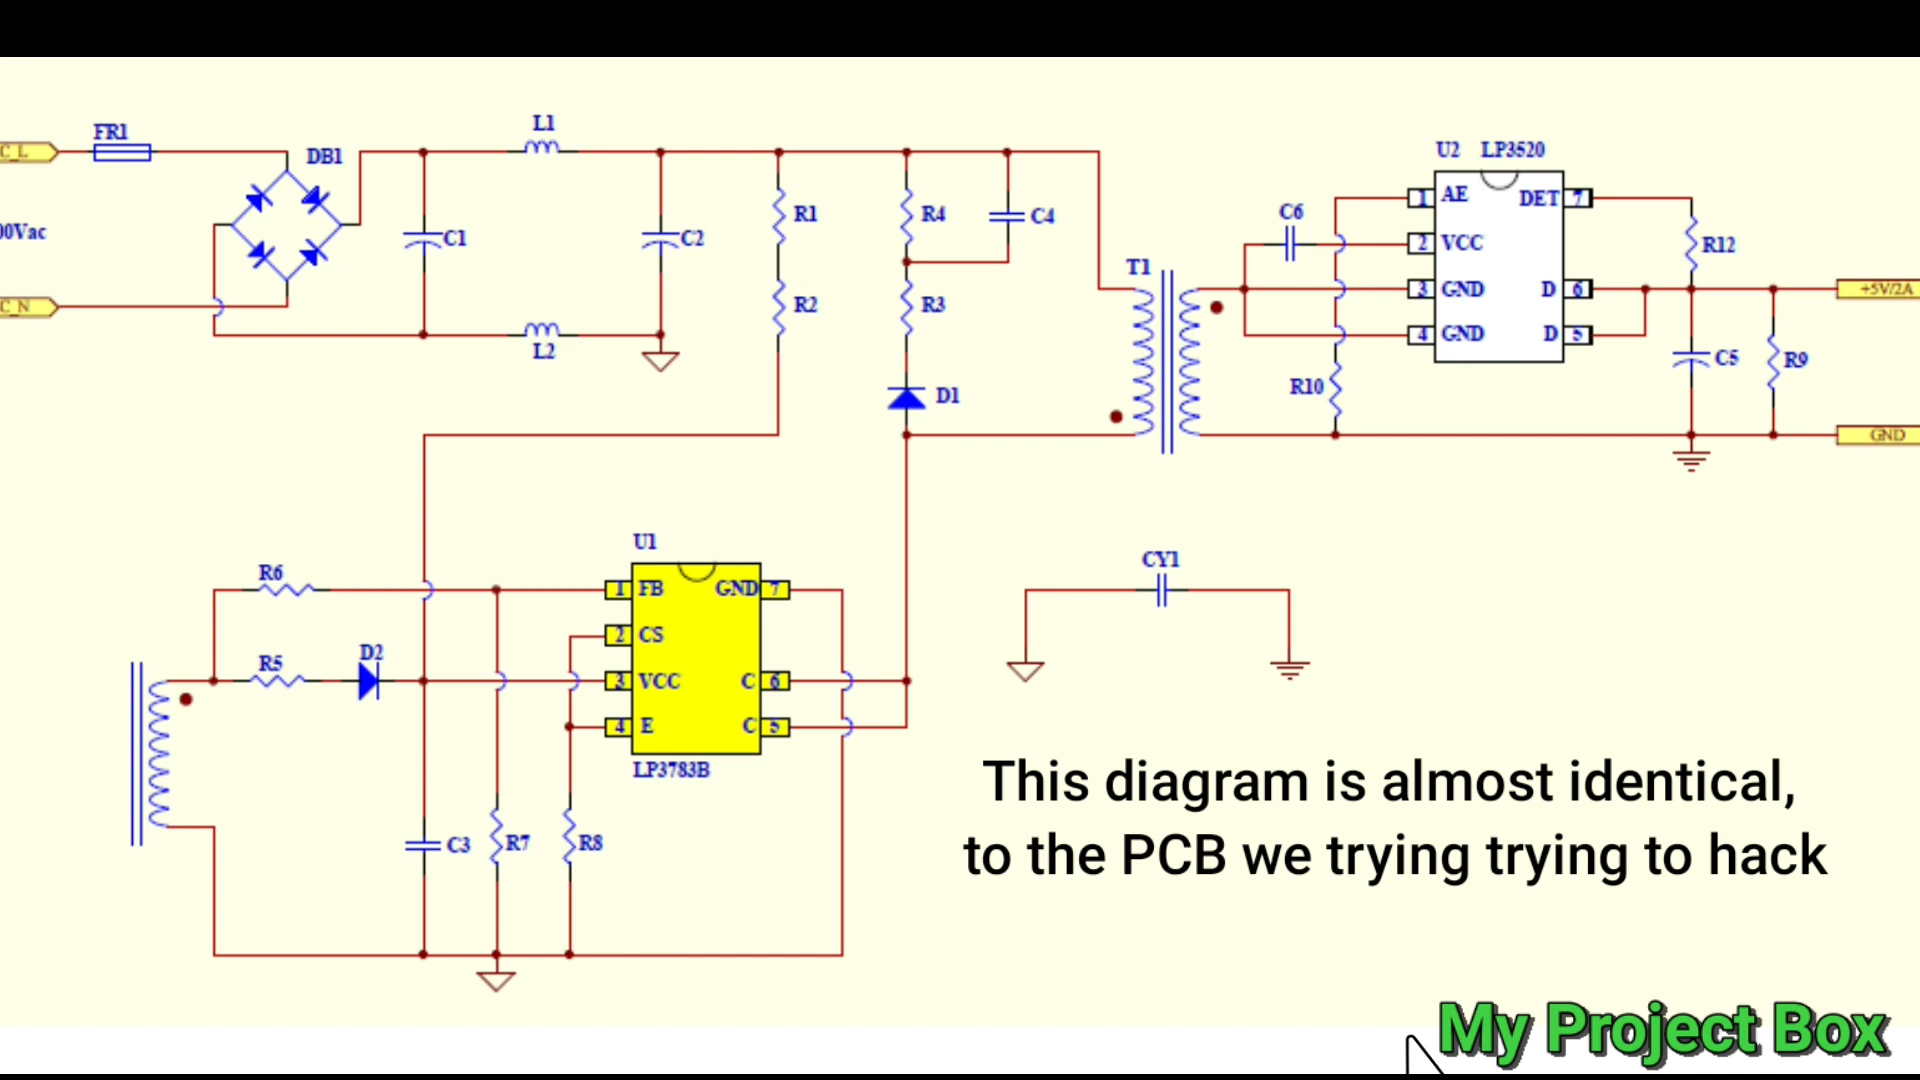 FR1
C_L
DB1
00Vac
C_N
L1
C1
C2
L2
R1
R2
R4
C4
R3
D1
T1
C6
U2 LP3520
1 AE DET 7
2 VCC
3 GND D 6
4 GND D 5
R12
R10
C5
R9
+5V/2A
GND
R6
R5
D2
U1
1 FB GND 7
2 CS
3 VCC C 6
4 E C 5
LP3783B
C3
R7
R8
CY1
This diagram is almost identical,
to the PCB we trying trying to hack
My Project Box